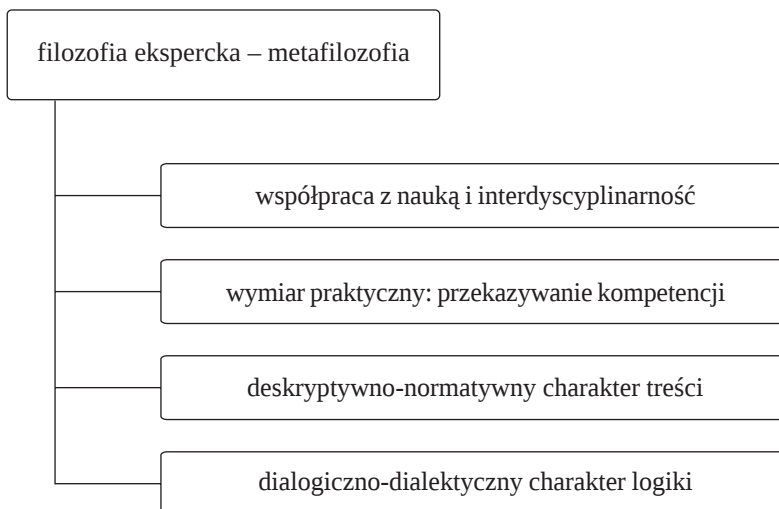 filozofia ekspercka – metafilozofia
współpraca z nauką i interdyscyplinarność
wymiar praktyczny: przekazywanie kompetencji
deskryptywno-normatywny charakter treści
dialogiczno-dialektyczny charakter logiki